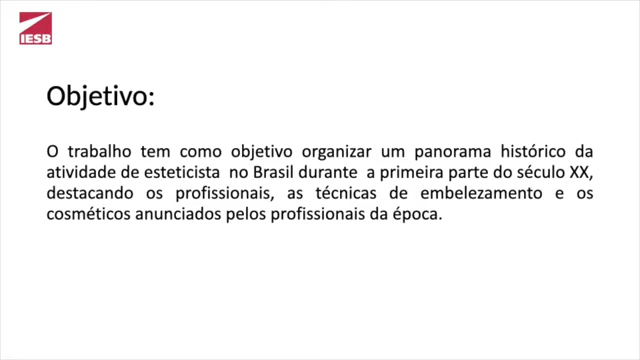 IESB
Objetivo:
O trabalho tem como objetivo organizar um panorama histórico da
atividade de esteticista no Brasil durante a primeira parte do século XX,
destacando os profissionais, as técnicas de embelezamento e os
cosméticos anunciados pelos profissionais da época.